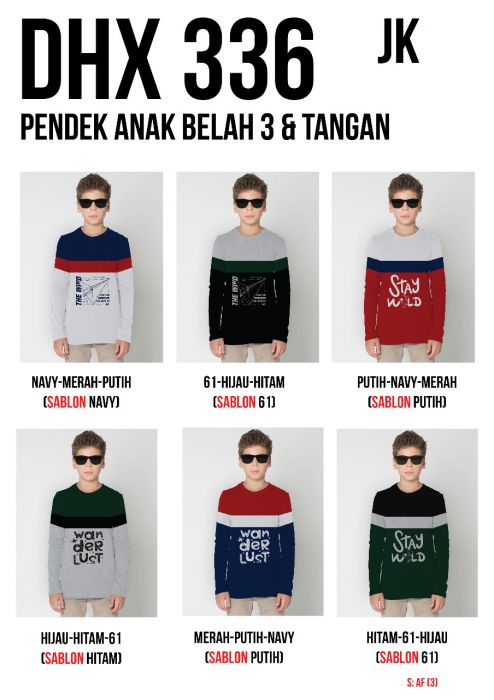 DHX 336
JK
PENDEK ANAK BELAH 3 & TANGAN
STAY
WILD
NAVY-MERAH-PUTIH
(SABLON NAVY)
61-HIJAU-HITAM
(SABLON 61)
PUTIH-NAVY-MERAH
(SABLON PUTIH)
wan
der
LUST
wan
der
LUST
STAY
WILD
HIJAU-HITAM-61
(SABLON HITAM)
MERAH-PUTIH-NAVY
(SABLON PUTIH)
HITAM-61-HIJAU
(SABLON 61)
S: AF (3)